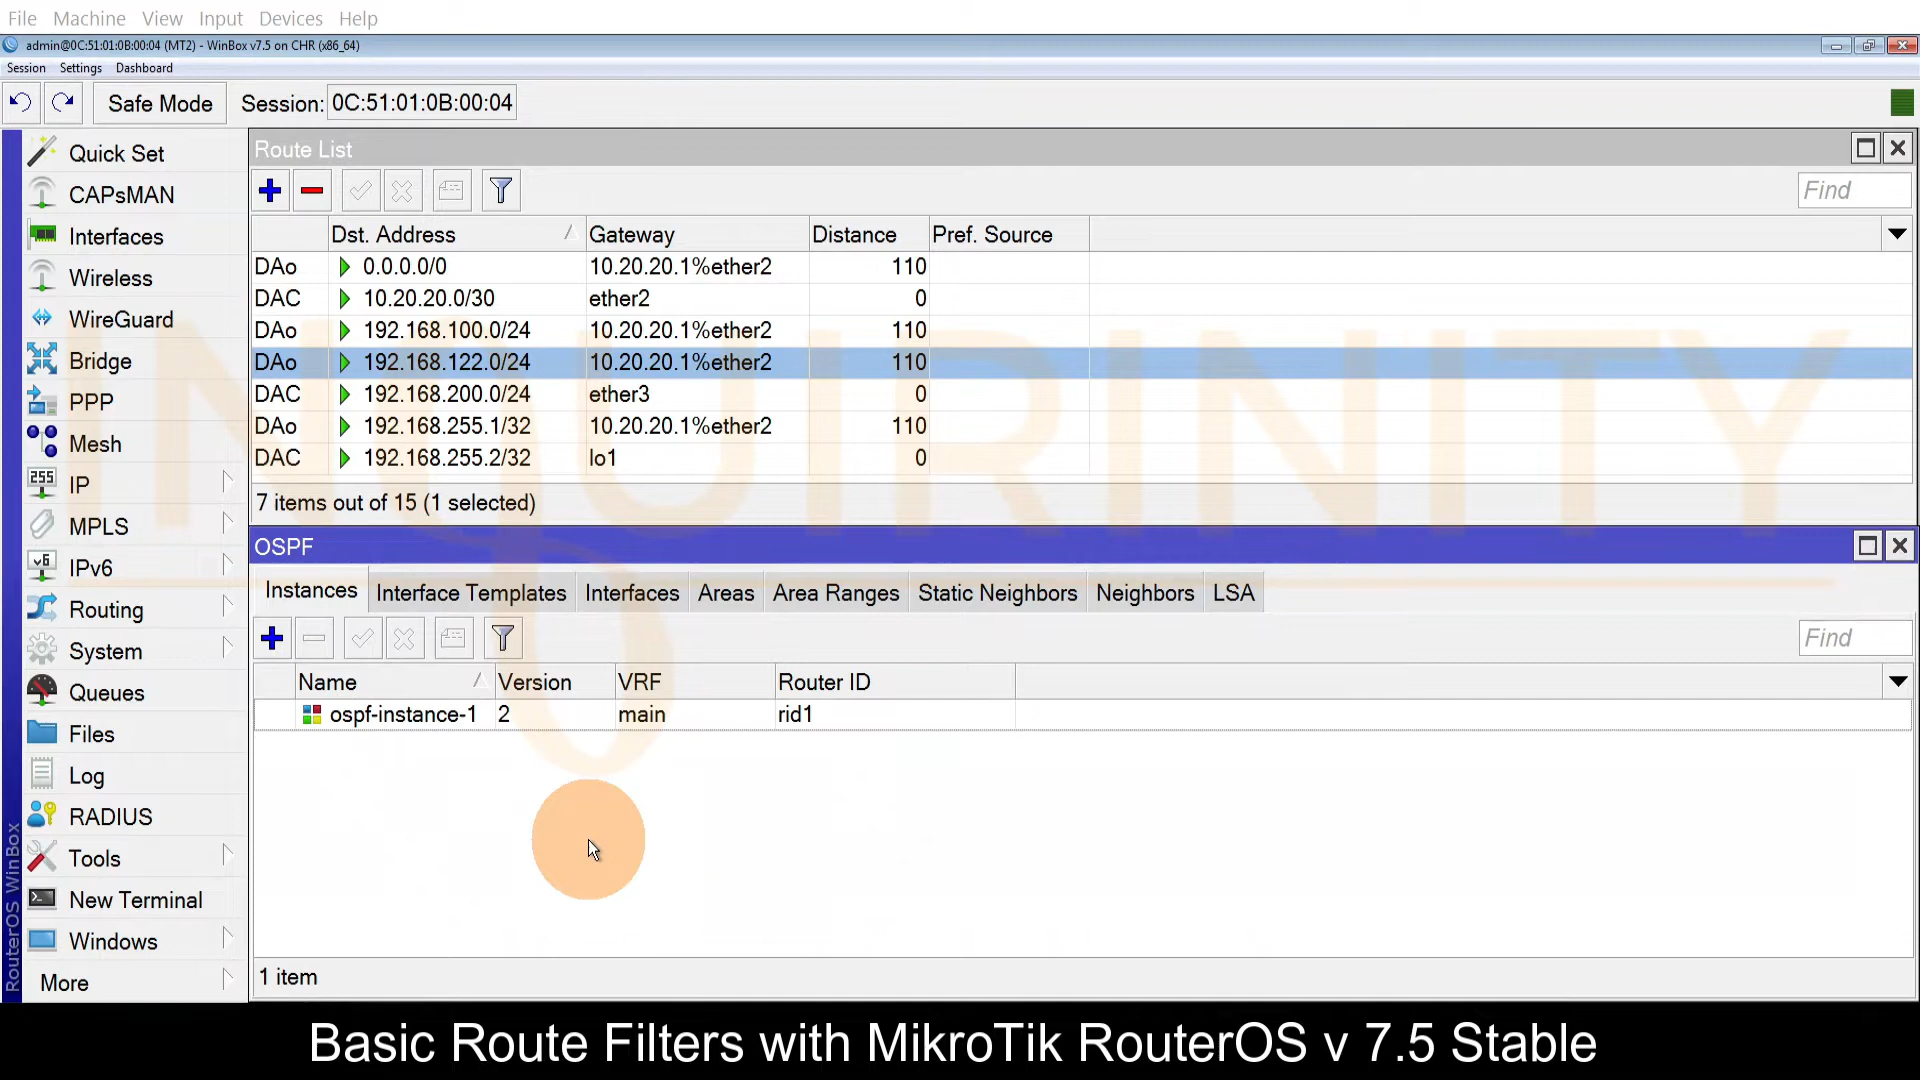 File Machine View Input Devices Help
admin@0C:51:01:0B:00:04 (MT2) - WinBox v7.5 on CHR (x86_64)
Session Settings Dashboard
Safe Mode Session: 0C:51:01:0B:00:04
Quick Set
CAPsMAN
Interfaces
Wireless
WireGuard
Bridge
PPP
Mesh
255 IP
MPLS
v6 IPv6
Routing
System
Queues
Files
Log
RADIUS
Tools
New Terminal
Windows
More
RouterOS WinBox
Route List
Find
Dst. Address Gateway Distance Pref. Source
DAo 0.0.0.0/0 10.20.20.1%ether2 110
DAC 10.20.20.0/30 ether2 0
DAo 192.168.100.0/24 10.20.20.1%ether2 110
DAo 192.168.122.0/24 10.20.20.1%ether2 110
DAC 192.168.200.0/24 ether3 0
DAo 192.168.255.1/32 10.20.20.1%ether2 110
DAC 192.168.255.2/32 lo1 0
7 items out of 15 (1 selected)
INQUIRINITY
OSPF
Instances Interface Templates Interfaces Areas Area Ranges Static Neighbors Neighbors LSA
Find
Name Version VRF Router ID
ospf-instance-1 2 main rid1
1 item
Basic Route Filters with MikroTik RouterOS v 7.5 Stable